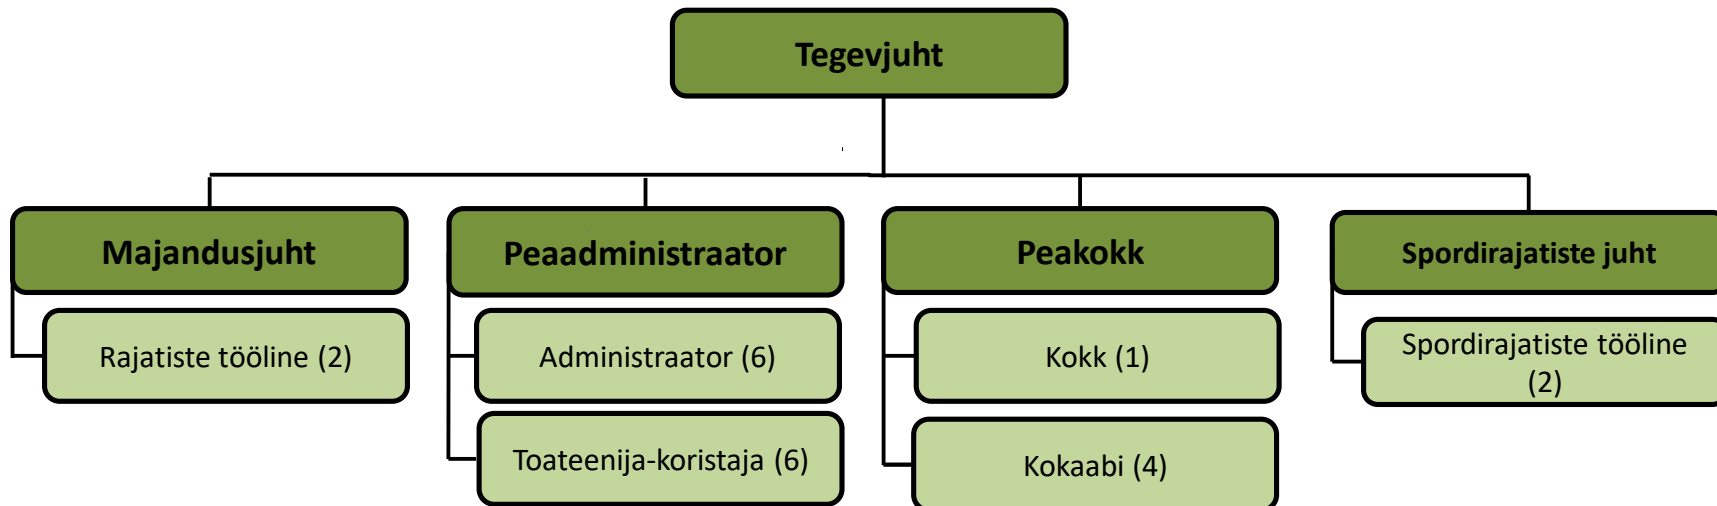 Tegevjuht
Majandusjuht
Rajatiste tööline (2)
Peaadministraator
Administraator (6)
Toateenija-koristaja (6)
Peakokk
Kokk (1)
Kokaabi (4)
Spordirajatiste juht
Spordirajatiste tööline
(2)